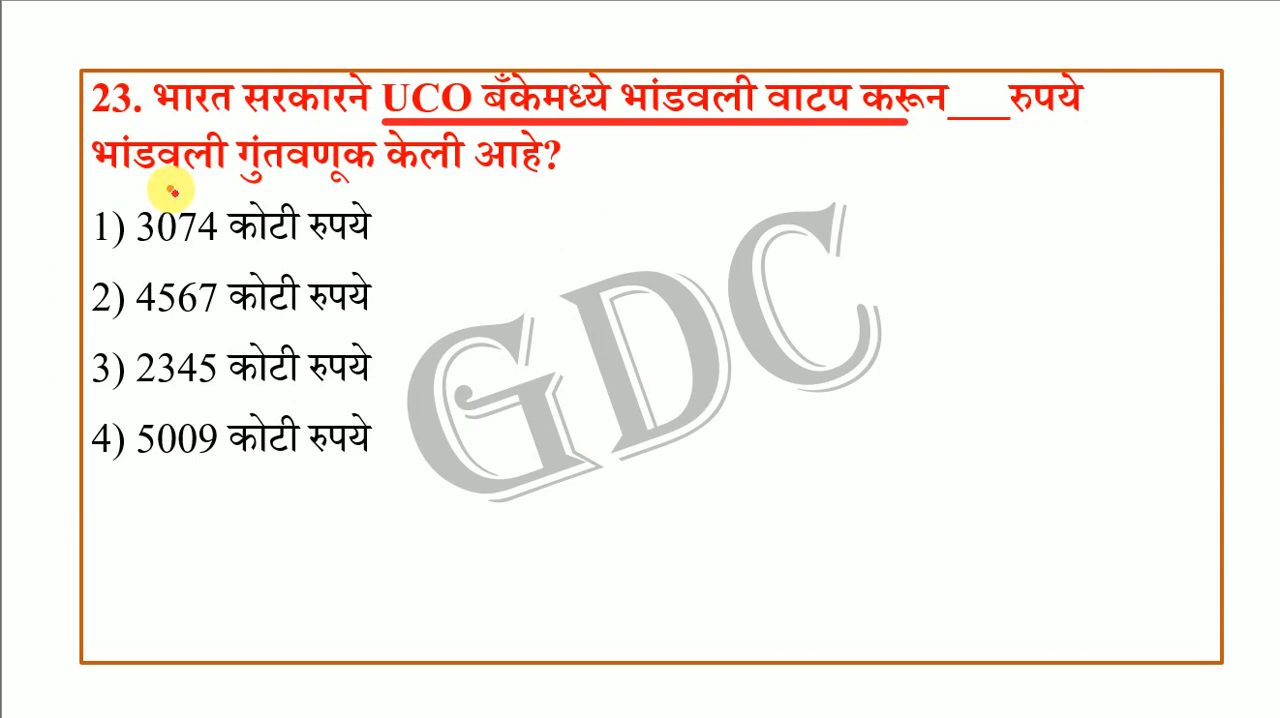 23. भारत सरकारने UCO बँकेमध्ये भांडवली वाटप करून___रुपये
भांडवली गुंतवणूक केली आहे?
1) 3074 कोटी रुपये
2) 4567 कोटी रुपये
3) 2345 कोटी रुपये
4) 5009 कोटी रुपये
GDC